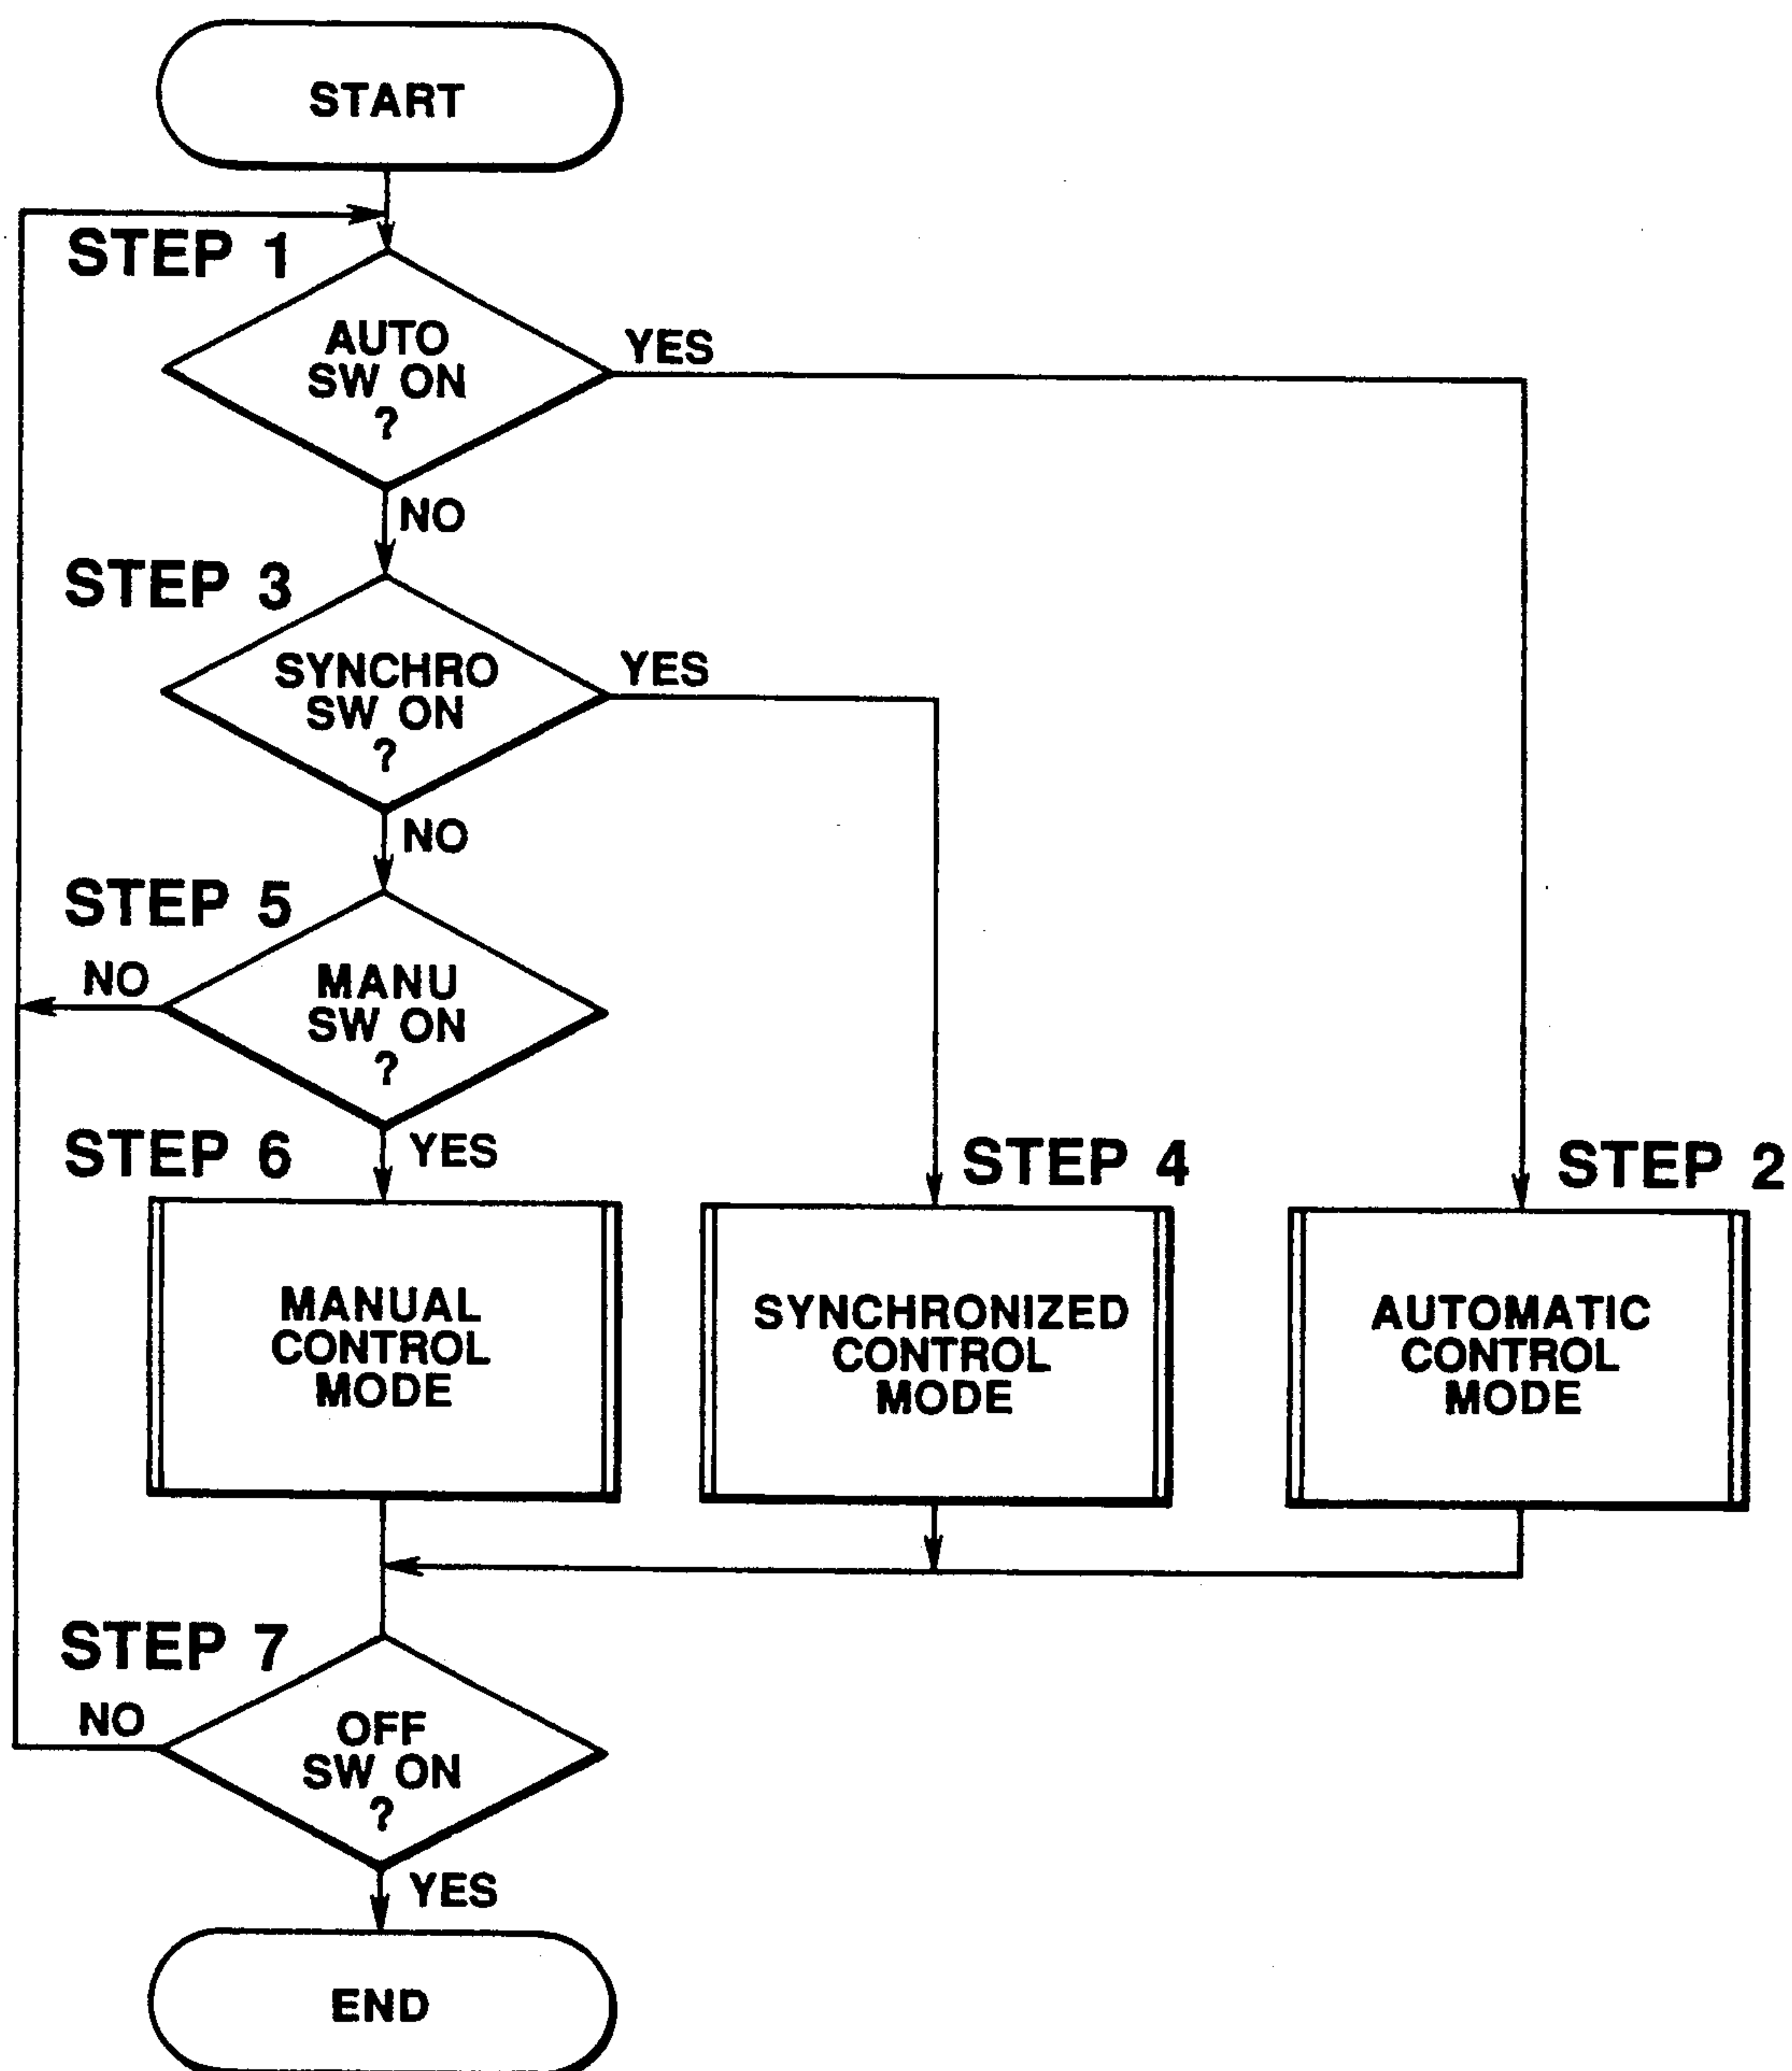 START
STEP 1
AUTO
SW ON
?
YES
NO
STEP 3
SYNCHRO
SW ON
?
YES
NO
STEP 5
NO
MANU
SW ON
?
STEP 6
YES
STEP 4
STEP 2
MANUAL
CONTROL
MODE
SYNCHRONIZED
CONTROL
MODE
AUTOMATIC
CONTROL
MODE
STEP 7
NO
OFF
SW ON
?
YES
END